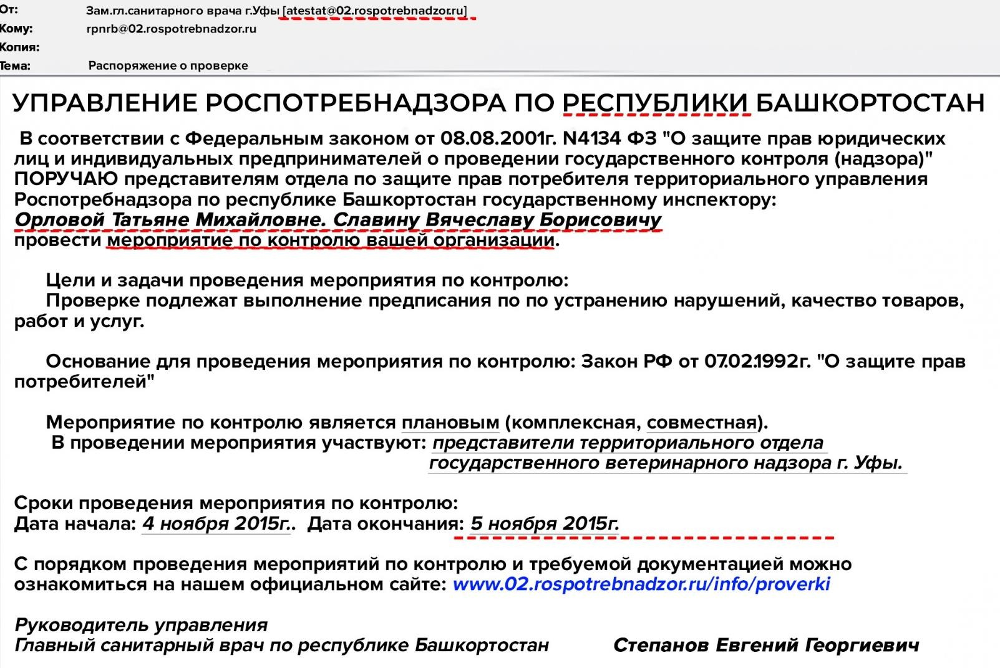 От: Зам.гл.санитарного врача г.Уфы [atestat@02.rospotrebnadzor.ru]
Кому: rpnrb@02.rospotrebnadzor.ru
Копия:
Тема: Распоряжение о проверке
УПРАВЛЕНИЕ РОСПОТРЕБНАДЗОРА ПО РЕСПУБЛИКИ БАШКОРТОСТАН
В соответствии с Федеральным законом от 08.08.2001г. N4134 ФЗ "О защите прав юридических
лиц и индивидуальных предпринимателей о проведении государственного контроля (надзора)"
ПОРУЧАЮ представителям отдела по защите прав потребителя территориального управления
Роспотребнадзора по республике Башкортостан государственному инспектору:
Орловой Татьяне Михайловне. Славину Вячеславу Борисовичу
провести мероприятие по контролю вашей организации.
Цели и задачи проведения мероприятия по контролю:
Проверке подлежат выполнение предписания по по устранению нарушений, качество товаров,
работ и услуг.
Основание для проведения мероприятия по контролю: Закон РФ от 07.02.1992г. "О защите прав
потребителей"
Мероприятие по контролю является плановым (комплексная, совместная).
В проведении мероприятия участвуют: представители территориального отдела
государственного ветеринарного надзора г. Уфы.
Сроки проведения мероприятия по контролю:
Дата начала: 4 ноября 2015г.. Дата окончания: 5 ноября 2015г.
С порядком проведения мероприятий по контролю и требуемой документацией можно
ознакомиться на нашем официальном сайте: www.02.rospotrebnadzor.ru/info/proverki
Руководитель управления
Главный санитарный врач по республике Башкортостан Степанов Евгений Георгиевич